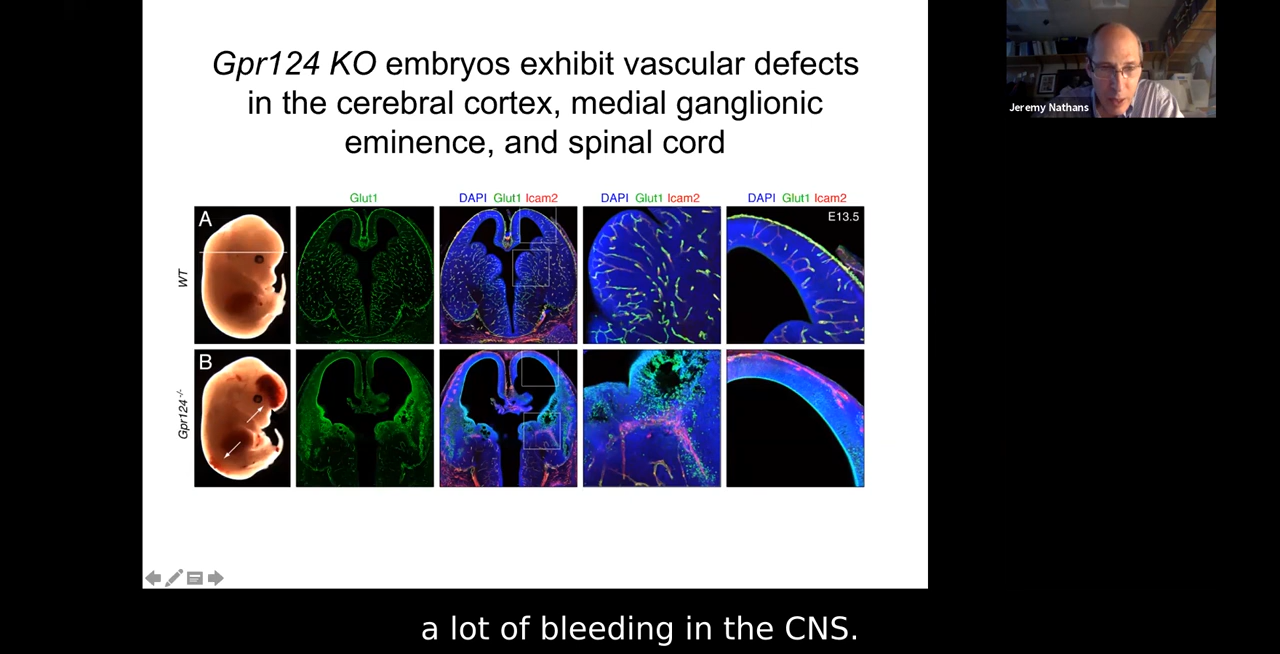 Gpr124 KO embryos exhibit vascular defects
in the cerebral cortex, medial ganglionic
eminence, and spinal cord
Jeremy Nathans
Glut1
DAPI Glut1 Icam2
DAPI Glut1 Icam2
DAPI Glut1 Icam2
A
E13.5
WT
B
Gpr124 -/-
a lot of bleeding in the CNS.